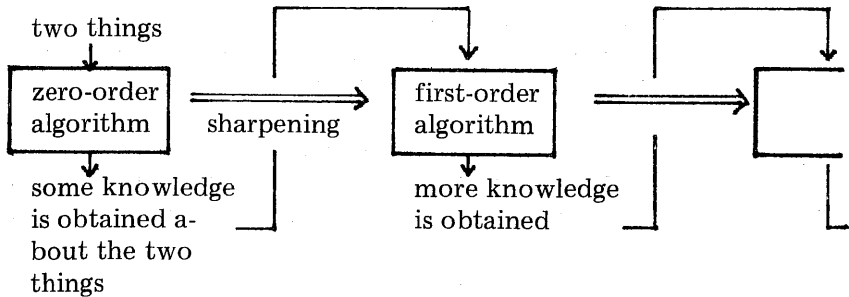 two things
zero-order
algorithm
sharpening
some knowledge
is obtained a-
bout the two
things
first-order
algorithm
more knowledge
is obtained